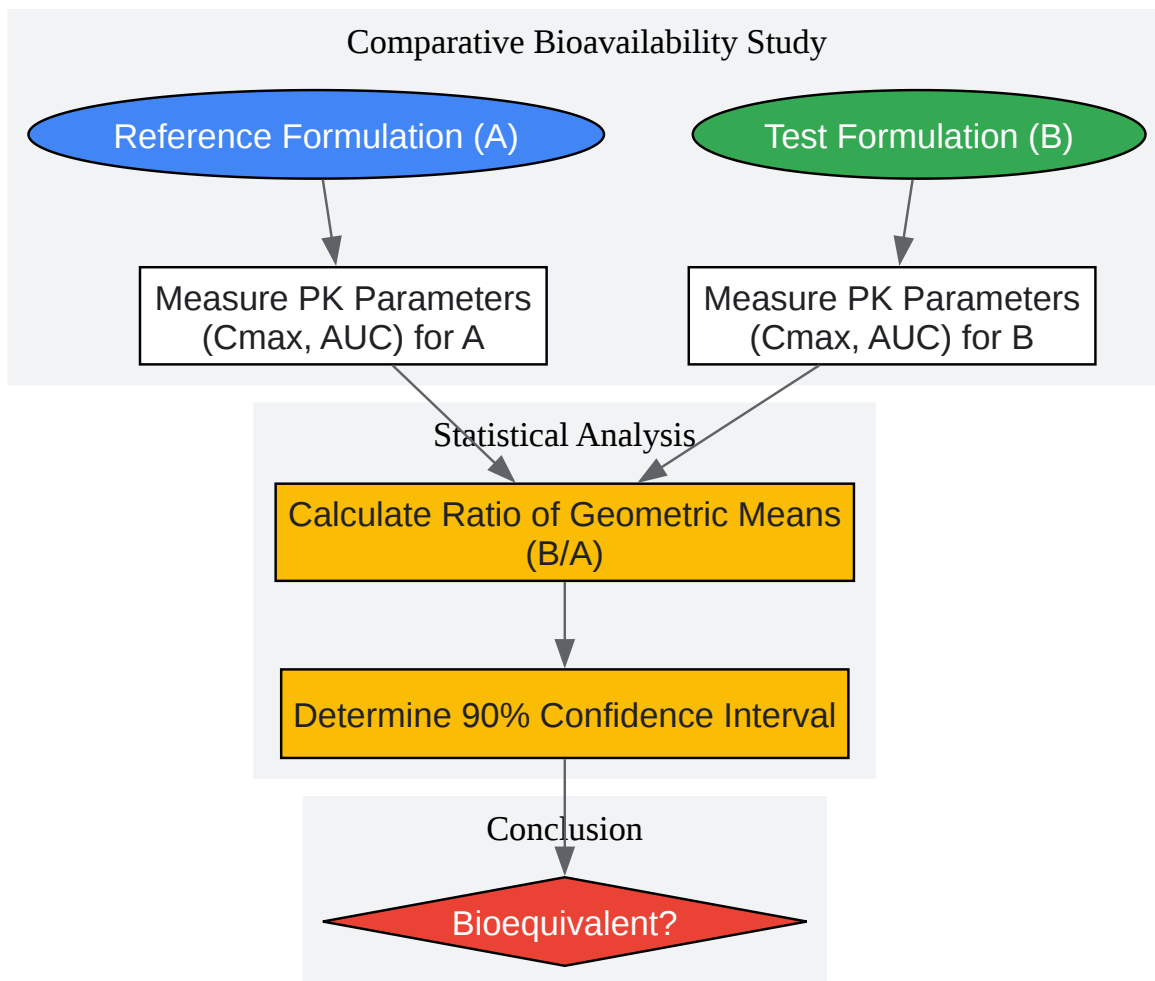 Comparative Bioavailability Study
Reference Formulation (A)
Test Formulation (B)
Measure PK Parameters
(Cmax, AUC) for A
Measure PK Parameters
(Cmax, AUC) for B
Statistical Analysis
Calculate Ratio of Geometric Means
(B/A)
Determine 90% Confidence Interval
Conclusion
Bioequivalent?